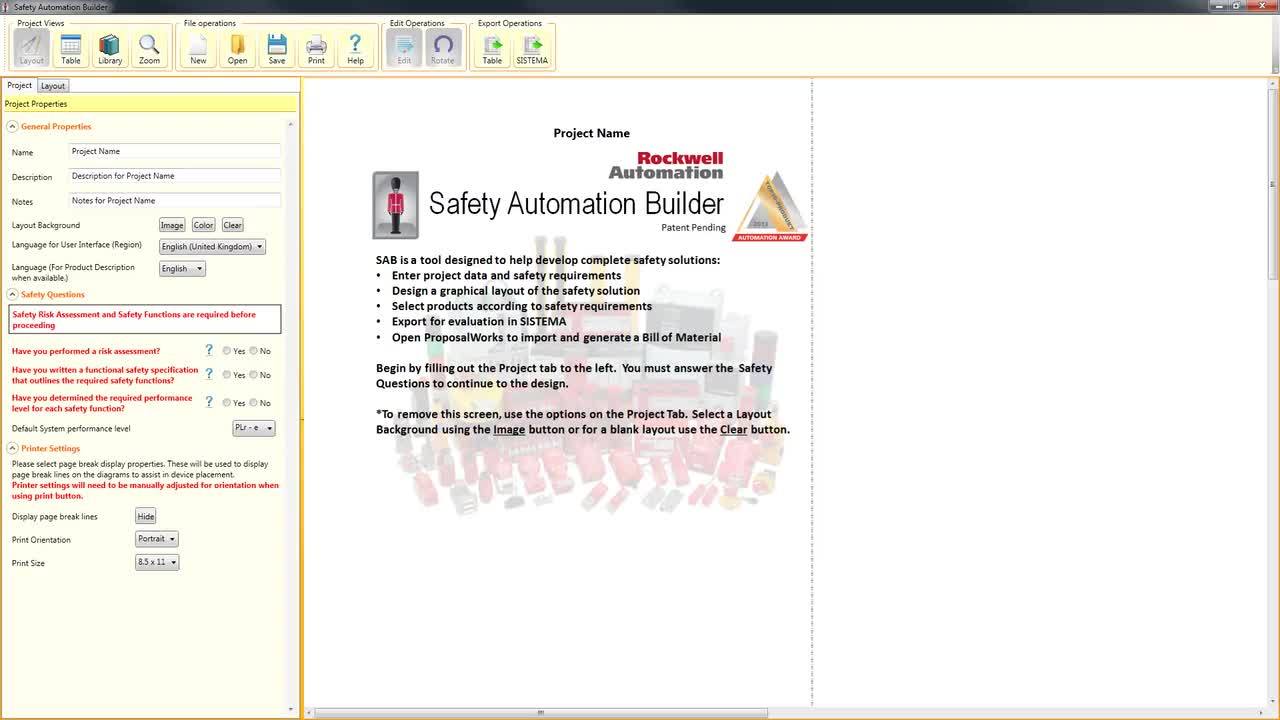 Safety Automation Builder
Project Views
File operations
Edit Operations
Export Operations
Layout
Table
Library
Zoom
New
Open
Save
Print
Help
Edit
Rotate
Table
SISTEMA
Project
Layout
Project Properties
General Properties
Name
Project Name
Description
Description for Project Name
Notes
Notes for Project Name
Layout Background
Image
Color
Clear
Language for User Interface (Region)
English (United Kingdom)
Language (For Product Description
when available.)
English
Safety Questions
Safety Risk Assessment and Safety Functions are required before
proceeding
Have you performed a risk assessment?
?
Yes
No
Have you written a functional safety specification
that outlines the required safety functions?
?
Yes
No
Have you determined the required performance
level for each safety function?
?
Yes
No
Default System performance level
PLr - e
Printer Settings
Please select page break display properties. These will be used to display
page break lines on the diagrams to assist in device placement.
Printer settings will need to be manually adjusted for orientation when
using print button.
Display page break lines
Hide
Print Orientation
Portrait
Print Size
8.5 x 11
Project Name
Rockwell
Automation
Safety Automation Builder
Patent Pending
2013
AUTOMATION AWARD
SAB is a tool designed to help develop complete safety solutions:
• Enter project data and safety requirements
• Design a graphical layout of the safety solution
• Select products according to safety requirements
• Export for evaluation in SISTEMA
• Open ProposalWorks to import and generate a Bill of Material
Begin by filling out the Project tab to the left. You must answer the Safety
Questions to continue to the design.
*To remove this screen, use the options on the Project Tab. Select a Layout
Background using the Image button or for a blank layout use the Clear button.